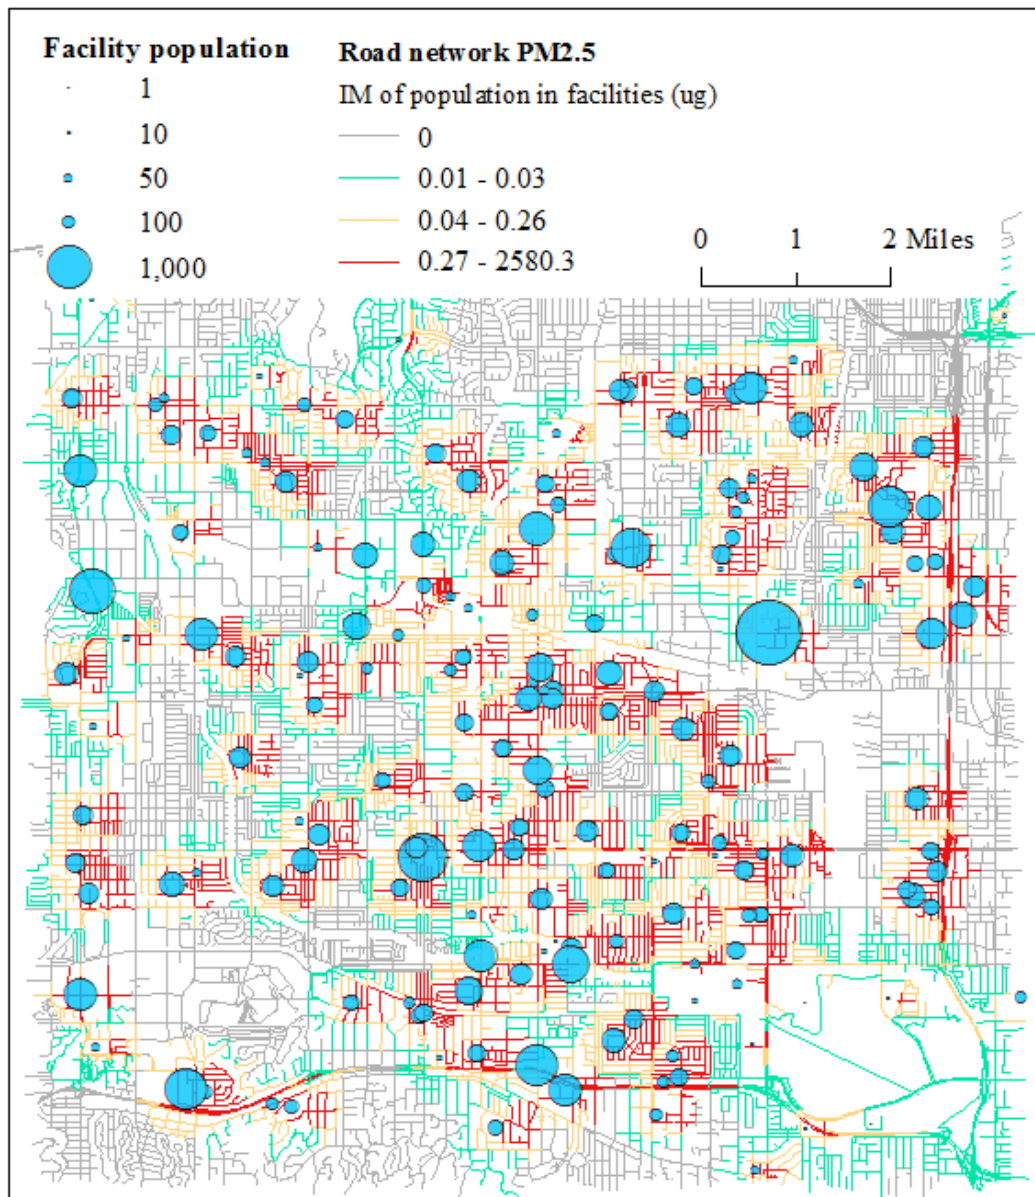 Facility population
1
10
50
100
1,000
Road network PM2.5
IM of population in facilities (ug)
0
0.01 - 0.03
0.04 - 0.26
0.27 - 2580.3
0 1 2 Miles